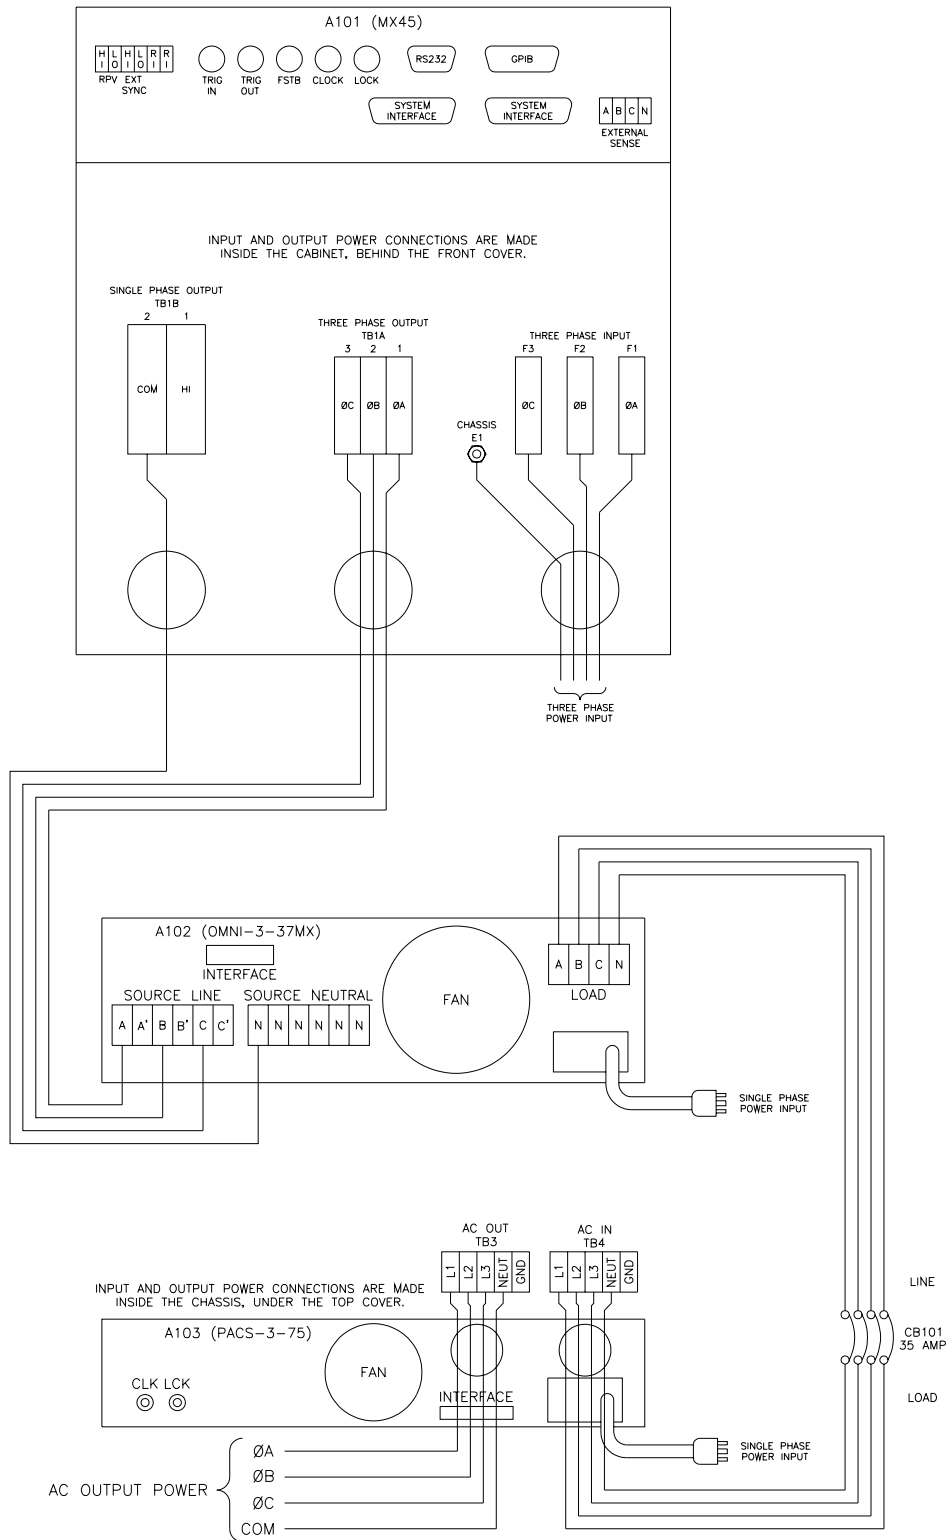 A101 (MX45)
HI LO HI LO RI RI
RPV EXT SYNC
TRIG IN
TRIG OUT
FSTB
CLOCK
LOCK
RS232
GPIB
SYSTEM INTERFACE
SYSTEM INTERFACE
A B C N
EXTERNAL SENSE
INPUT AND OUTPUT POWER CONNECTIONS ARE MADE
INSIDE THE CABINET, BEHIND THE FRONT COVER.
SINGLE PHASE OUTPUT
TB1B
2 1
COM HI
THREE PHASE OUTPUT
TB1A
3 2 1
ØC ØB ØA
THREE PHASE INPUT
F3 F2 F1
ØC ØB ØA
CHASSIS
E1
THREE PHASE
POWER INPUT
A102 (OMNI-3-37MX)
INTERFACE
SOURCE LINE
A A' B B' C C'
SOURCE NEUTRAL
N N N N N N
FAN
A B C N
LOAD
SINGLE PHASE
POWER INPUT
AC OUT
TB3
L1 L2 L3 NEUT GND
AC IN
TB4
L1 L2 L3 NEUT GND
LINE
CB101
35 AMP
LOAD
INPUT AND OUTPUT POWER CONNECTIONS ARE MADE
INSIDE THE CHASSIS, UNDER THE TOP COVER.
A103 (PACS-3-75)
FAN
CLK LCK
INTERFACE
SINGLE PHASE
POWER INPUT
AC OUTPUT POWER
ØA
ØB
ØC
COM